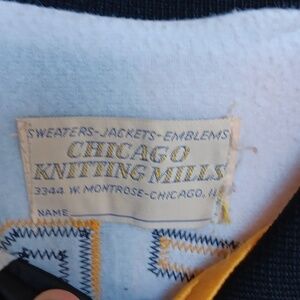 SWEATERS-JACKETS-EMBLEMS
CHICAGO
KNITTING MILLS
3344 W. MONTROSE-CHICAGO, ILL
NAME